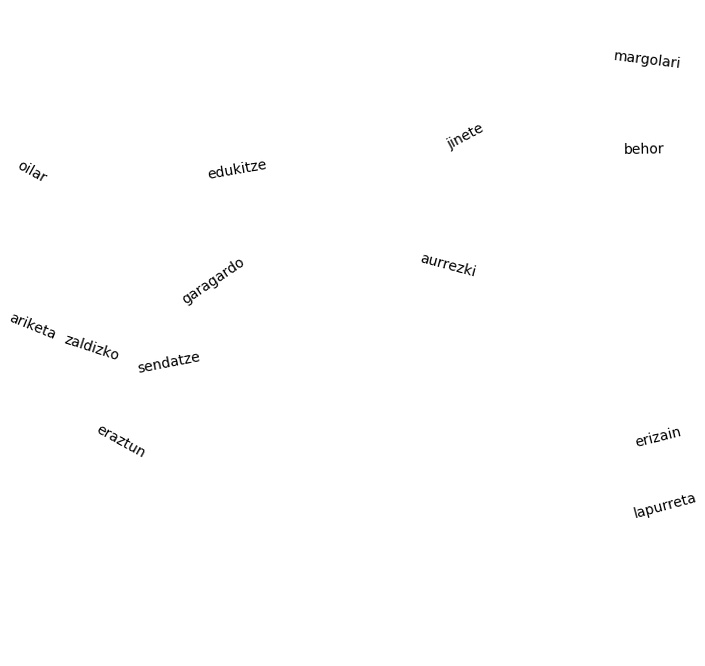 margolari
jinete
behor
oilar
edukitze
aurrezki
garagardo
ariketa
zaldizko
sendatze
eraztun
erizain
lapurreta